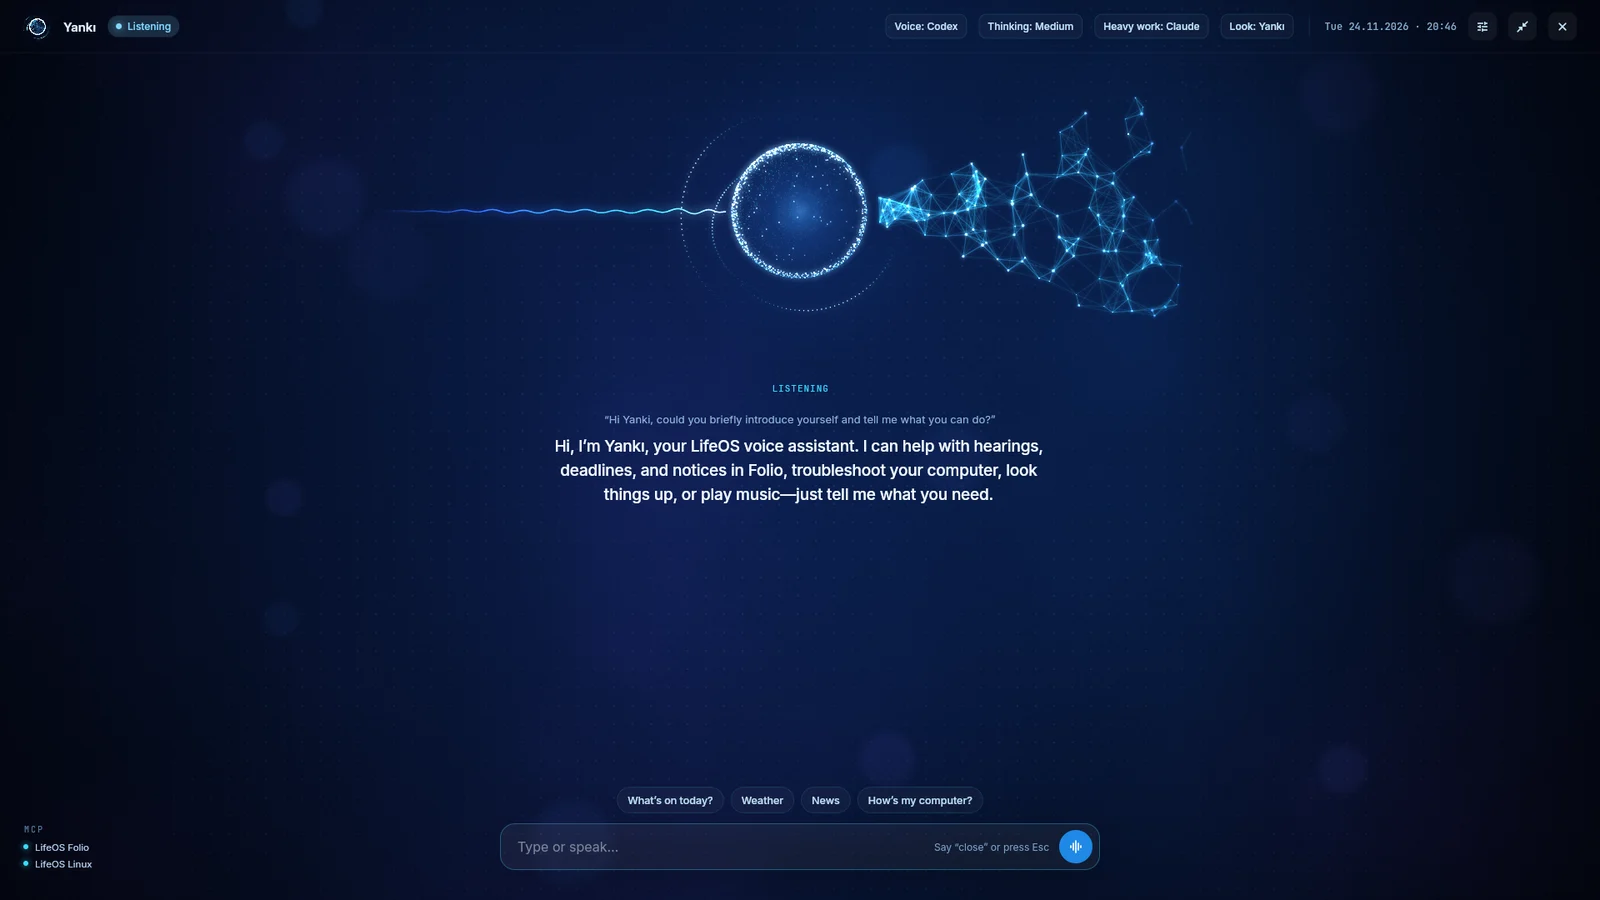 Yankı
Listening
Voice: Codex
Thinking: Medium
Heavy work: Claude
Look: Yankı
Tue 24.11.2026 · 20:46
LISTENING
“Hi Yanki, could you briefly introduce yourself and tell me what you can do?”
Hi, I’m Yankı, your LifeOS voice assistant. I can help with hearings,
deadlines, and notices in Folio, troubleshoot your computer, look
things up, or play music—just tell me what you need.
What’s on today?
Weather
News
How’s my computer?
Type or speak...
Say “close” or press Esc
MCP
LifeOS Folio
LifeOS Linux